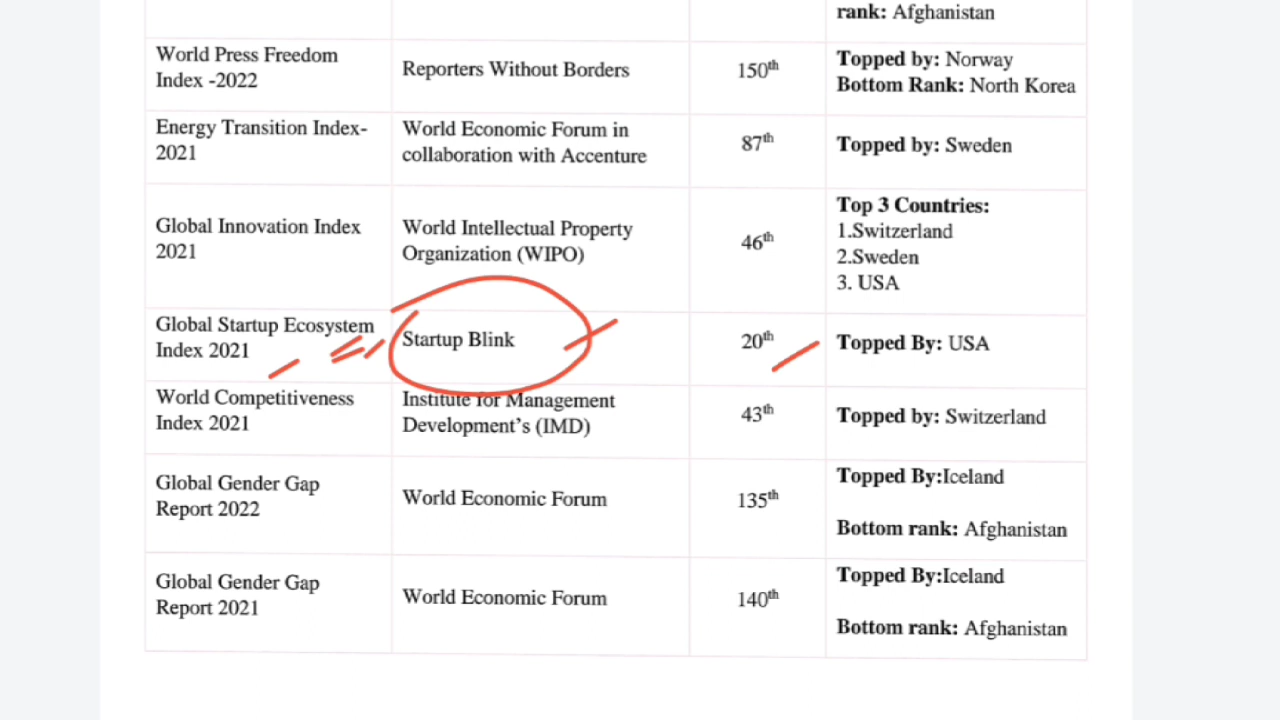 rank: Afghanistan
World Press Freedom
Index -2022
Reporters Without Borders
150th
Topped by: Norway
Bottom Rank: North Korea
Energy Transition Index-
2021
World Economic Forum in
collaboration with Accenture
87th
Topped by: Sweden
Global Innovation Index
2021
World Intellectual Property
Organization (WIPO)
46th
Top 3 Countries:
1.Switzerland
2.Sweden
3. USA
Global Startup Ecosystem
Index 2021
Startup Blink
20th
Topped By: USA
World Competitiveness
Index 2021
Institute for Management
Development's (IMD)
43th
Topped by: Switzerland
Global Gender Gap
Report 2022
World Economic Forum
135th
Topped By:Iceland
Bottom rank: Afghanistan
Global Gender Gap
Report 2021
World Economic Forum
140th
Topped By:Iceland
Bottom rank: Afghanistan